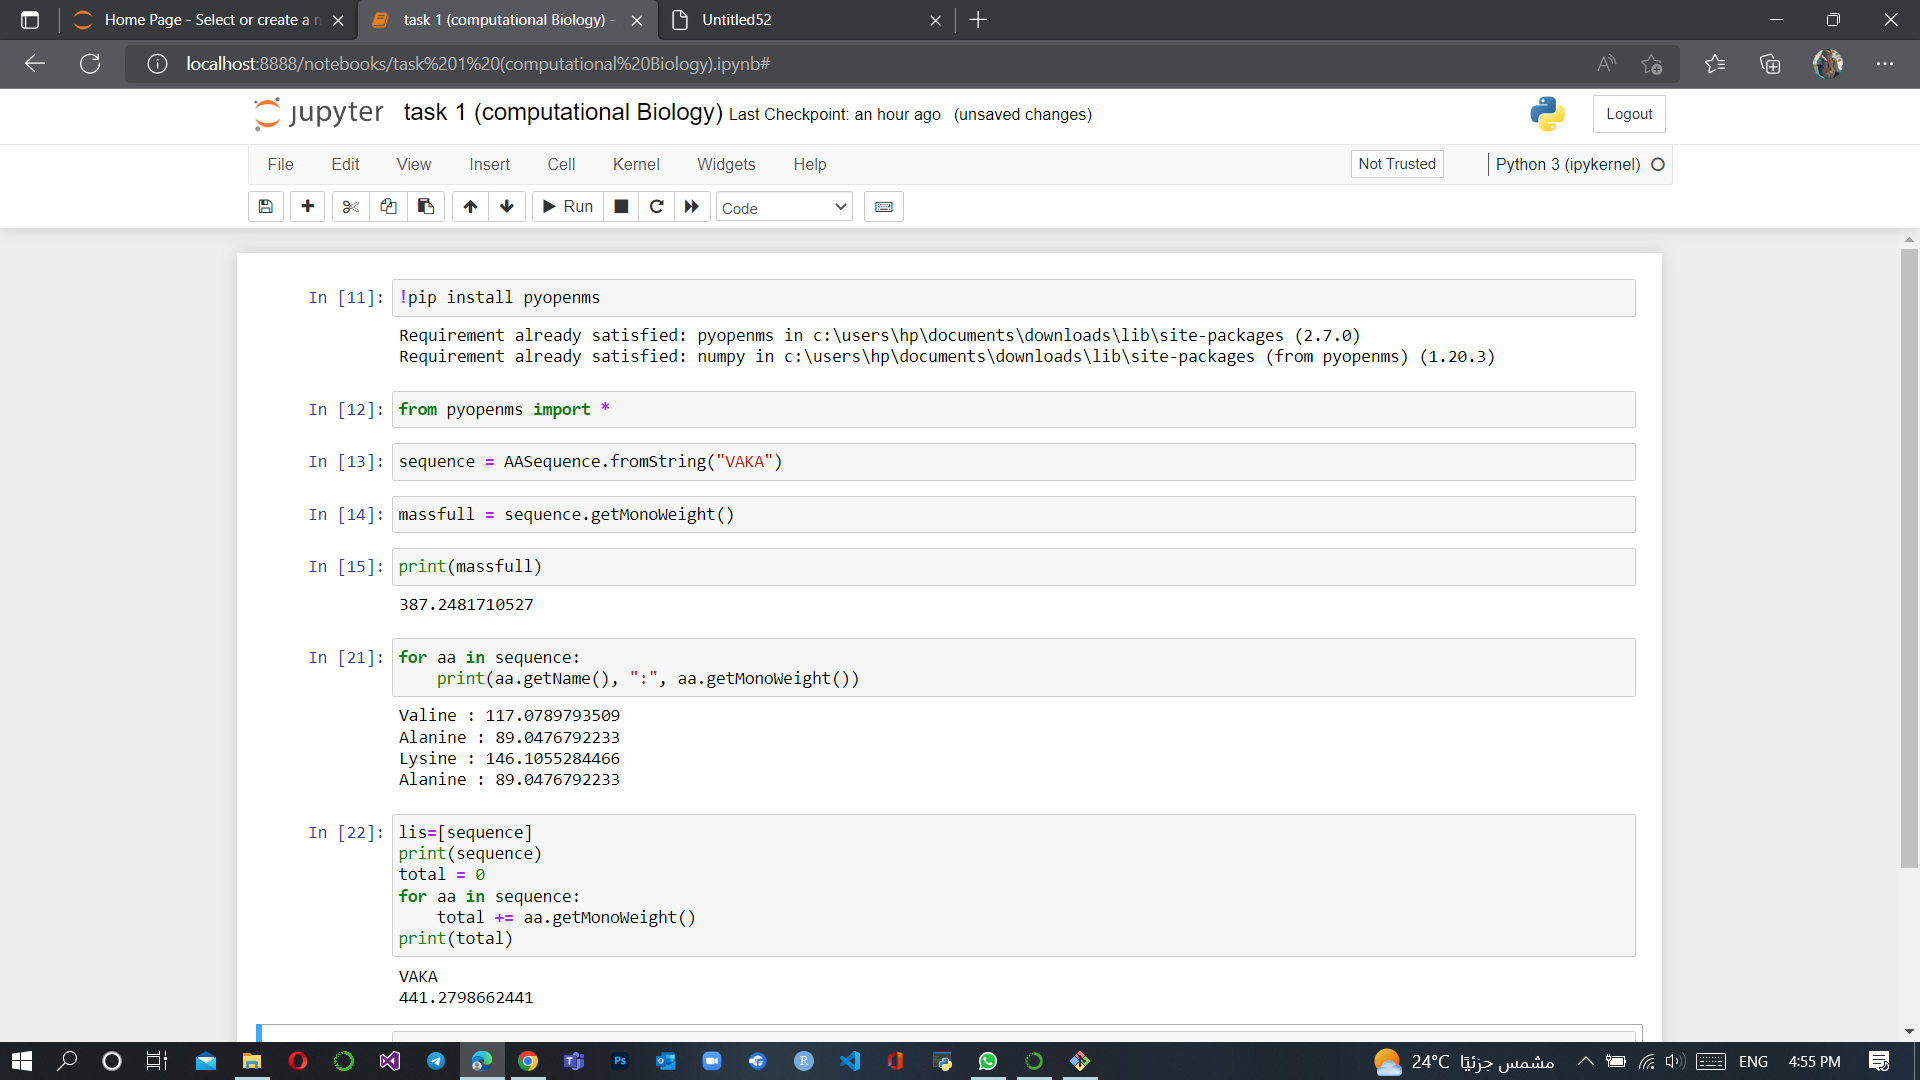 Home Page - Select or create a n
task 1 (computational Biology) -
Untitled52
localhost:8888/notebooks/task%201%20(computational%20Biology).ipynb#
jupyter task 1 (computational Biology) Last Checkpoint: an hour ago (unsaved changes)
Logout
File Edit View Insert Cell Kernel Widgets Help
Not Trusted
Python 3 (ipykernel)
Run
Code
In [11]: !pip install pyopenms
Requirement already satisfied: pyopenms in c:\users\hp\documents\downloads\lib\site-packages (2.7.0)
Requirement already satisfied: numpy in c:\users\hp\documents\downloads\lib\site-packages (from pyopenms) (1.20.3)
In [12]: from pyopenms import *
In [13]: sequence = AASequence.fromString("VAKA")
In [14]: massfull = sequence.getMonoWeight()
In [15]: print(massfull)
387.2481710527
In [21]: for aa in sequence:
    print(aa.getName(), ":", aa.getMonoWeight())
Valine : 117.0789793509
Alanine : 89.0476792233
Lysine : 146.1055284466
Alanine : 89.0476792233
In [22]: lis=[sequence]
print(sequence)
total = 0
for aa in sequence:
    total += aa.getMonoWeight()
print(total)
VAKA
441.2798662441
24°C مشمس جزئيًا
ENG
4:55 PM